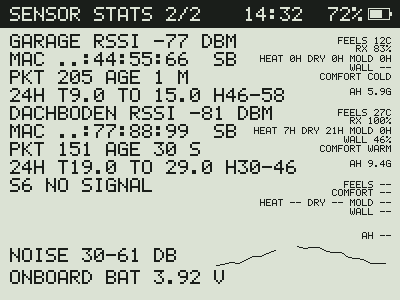 SENSOR STATS 2/2 14:32 72%
GARAGE RSSI -77 DBM
FEELS 12C
RX 83%
MAC ..:44:55:66 SB
HEAT 0H DRY 0H MOLD 0H
WALL --
PKT 205 AGE 1 M
COMFORT COLD
24H T9.0 TO 15.0 H46-58
AH 5.9G
DACHBODEN RSSI -81 DBM
FEELS 27C
RX 100%
MAC ..:77:88:99 SB
HEAT 7H DRY 21H MOLD 0H
WALL 46%
PKT 151 AGE 30 S
COMFORT WARM
24H T19.0 TO 29.0 H30-46
AH 9.4G
S6 NO SIGNAL
FEELS --
COMFORT --
HEAT -- DRY -- MOLD --
WALL --
AH --
NOISE 30-61 DB
ONBOARD BAT 3.92 V